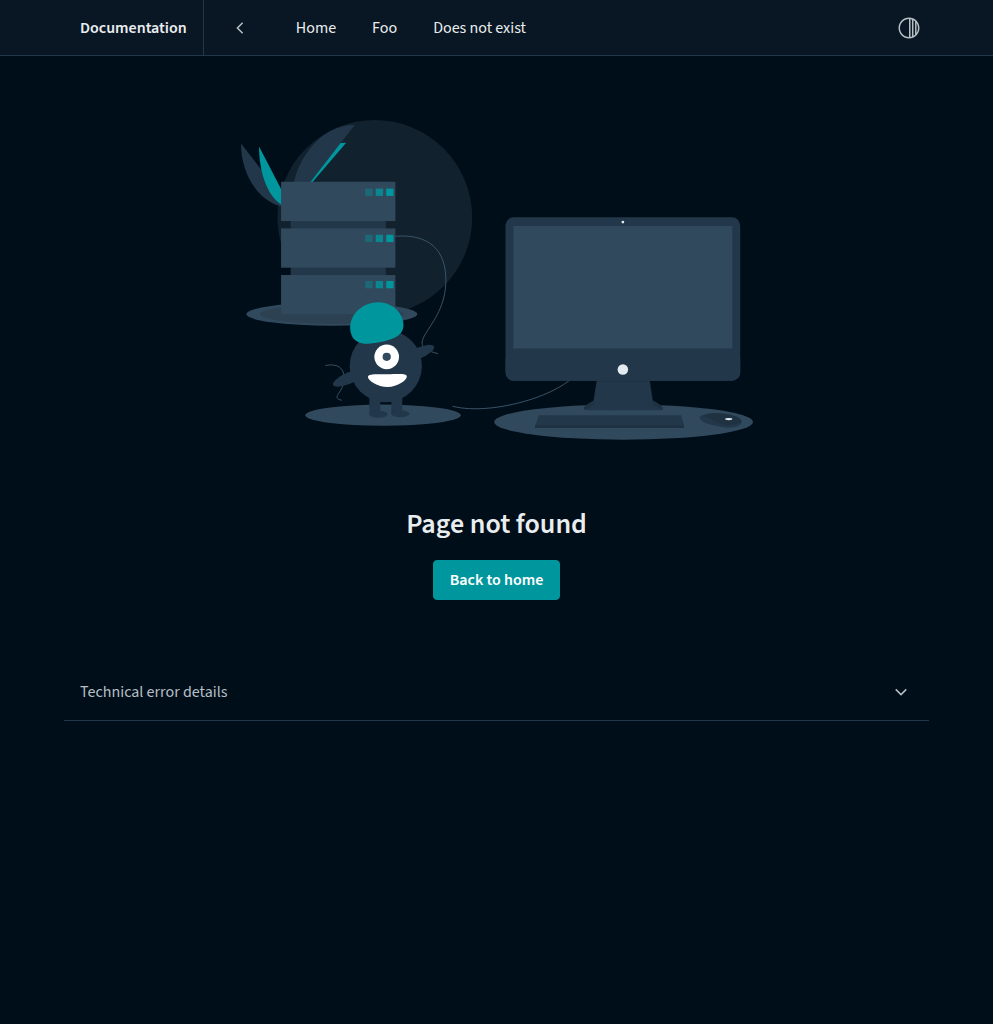 Documentation Home Foo Does not exist
Page not found
Back to home
Technical error details